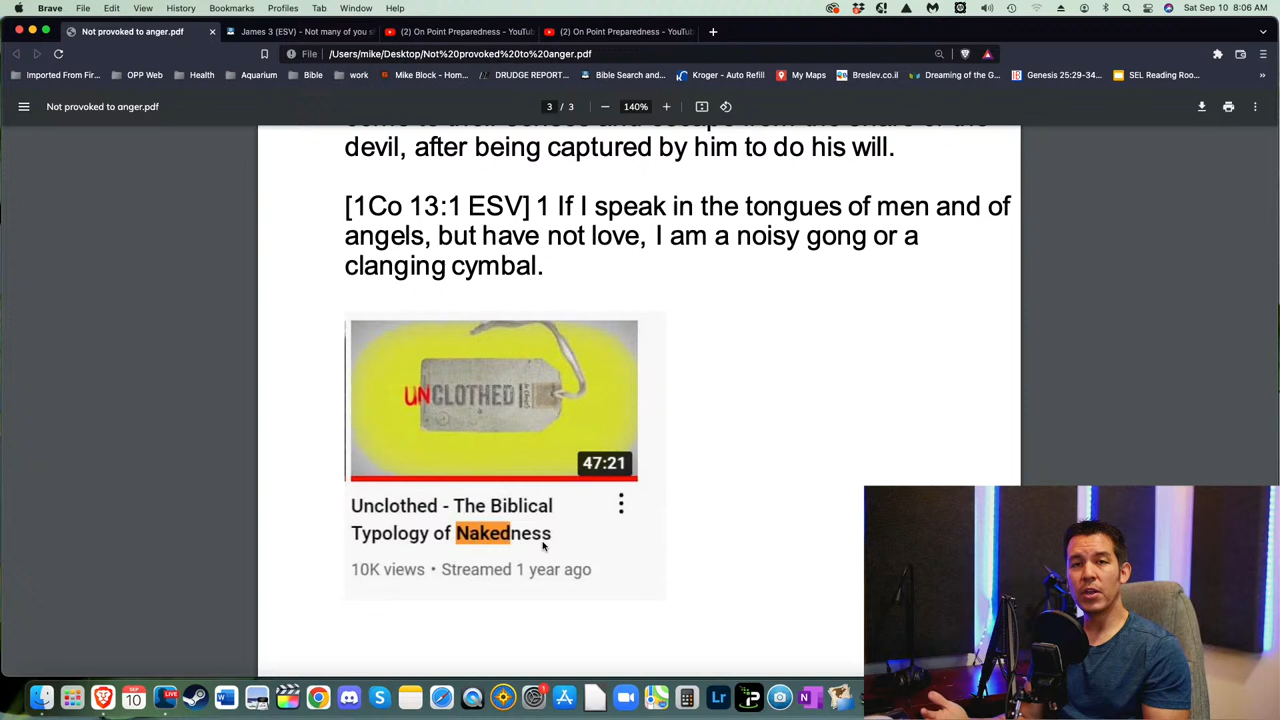 Brave File Edit View History Bookmarks Profiles Tab Window Help Sat Sep 10 8:06 AM
Not provoked to anger.pdf James 3 (ESV) - Not many of you s (2) On Point Preparedness - YouTu (2) On Point Preparedness - YouTu
File /Users/mike/Desktop/Not%20provoked%20to%20anger.pdf
Imported From Fir... OPP Web Health Aquarium Bible work Mike Block - Hom... DRUDGE REPORT... Bible Search and... Kroger - Auto Refill My Maps Breslev.co.il Dreaming of the G... Genesis 25:29-34... SEL Reading Roo...
Not provoked to anger.pdf 3 / 3 140%
devil, after being captured by him to do his will.
[1Co 13:1 ESV] 1 If I speak in the tongues of men and of
angels, but have not love, I am a noisy gong or a
clanging cymbal.
UNCLOTHED
47:21
Unclothed - The Biblical
Typology of Nakedness
10K views • Streamed 1 year ago
SEP
10
LIVE
Lr